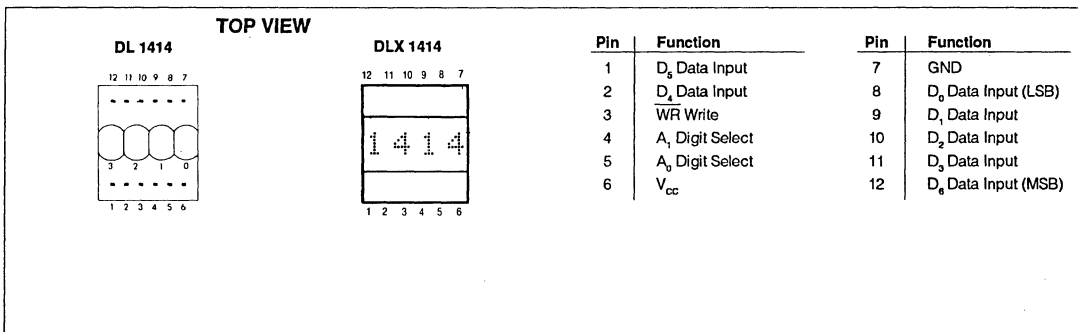 TOP VIEW
DL 1414
12 11 10 9 8 7
3 2 1 0
1 2 3 4 5 6
DLX 1414
12 11 10 9 8 7
1 4 1 4
1 2 3 4 5 6
Pin Function
1 D₅ Data Input
2 D₄ Data Input
3 W̅R̅ Write
4 A₁ Digit Select
5 A₀ Digit Select
6 Vcc
Pin Function
7 GND
8 D₀ Data Input (LSB)
9 D₁ Data Input
10 D₂ Data Input
11 D₃ Data Input
12 D₆ Data Input (MSB)